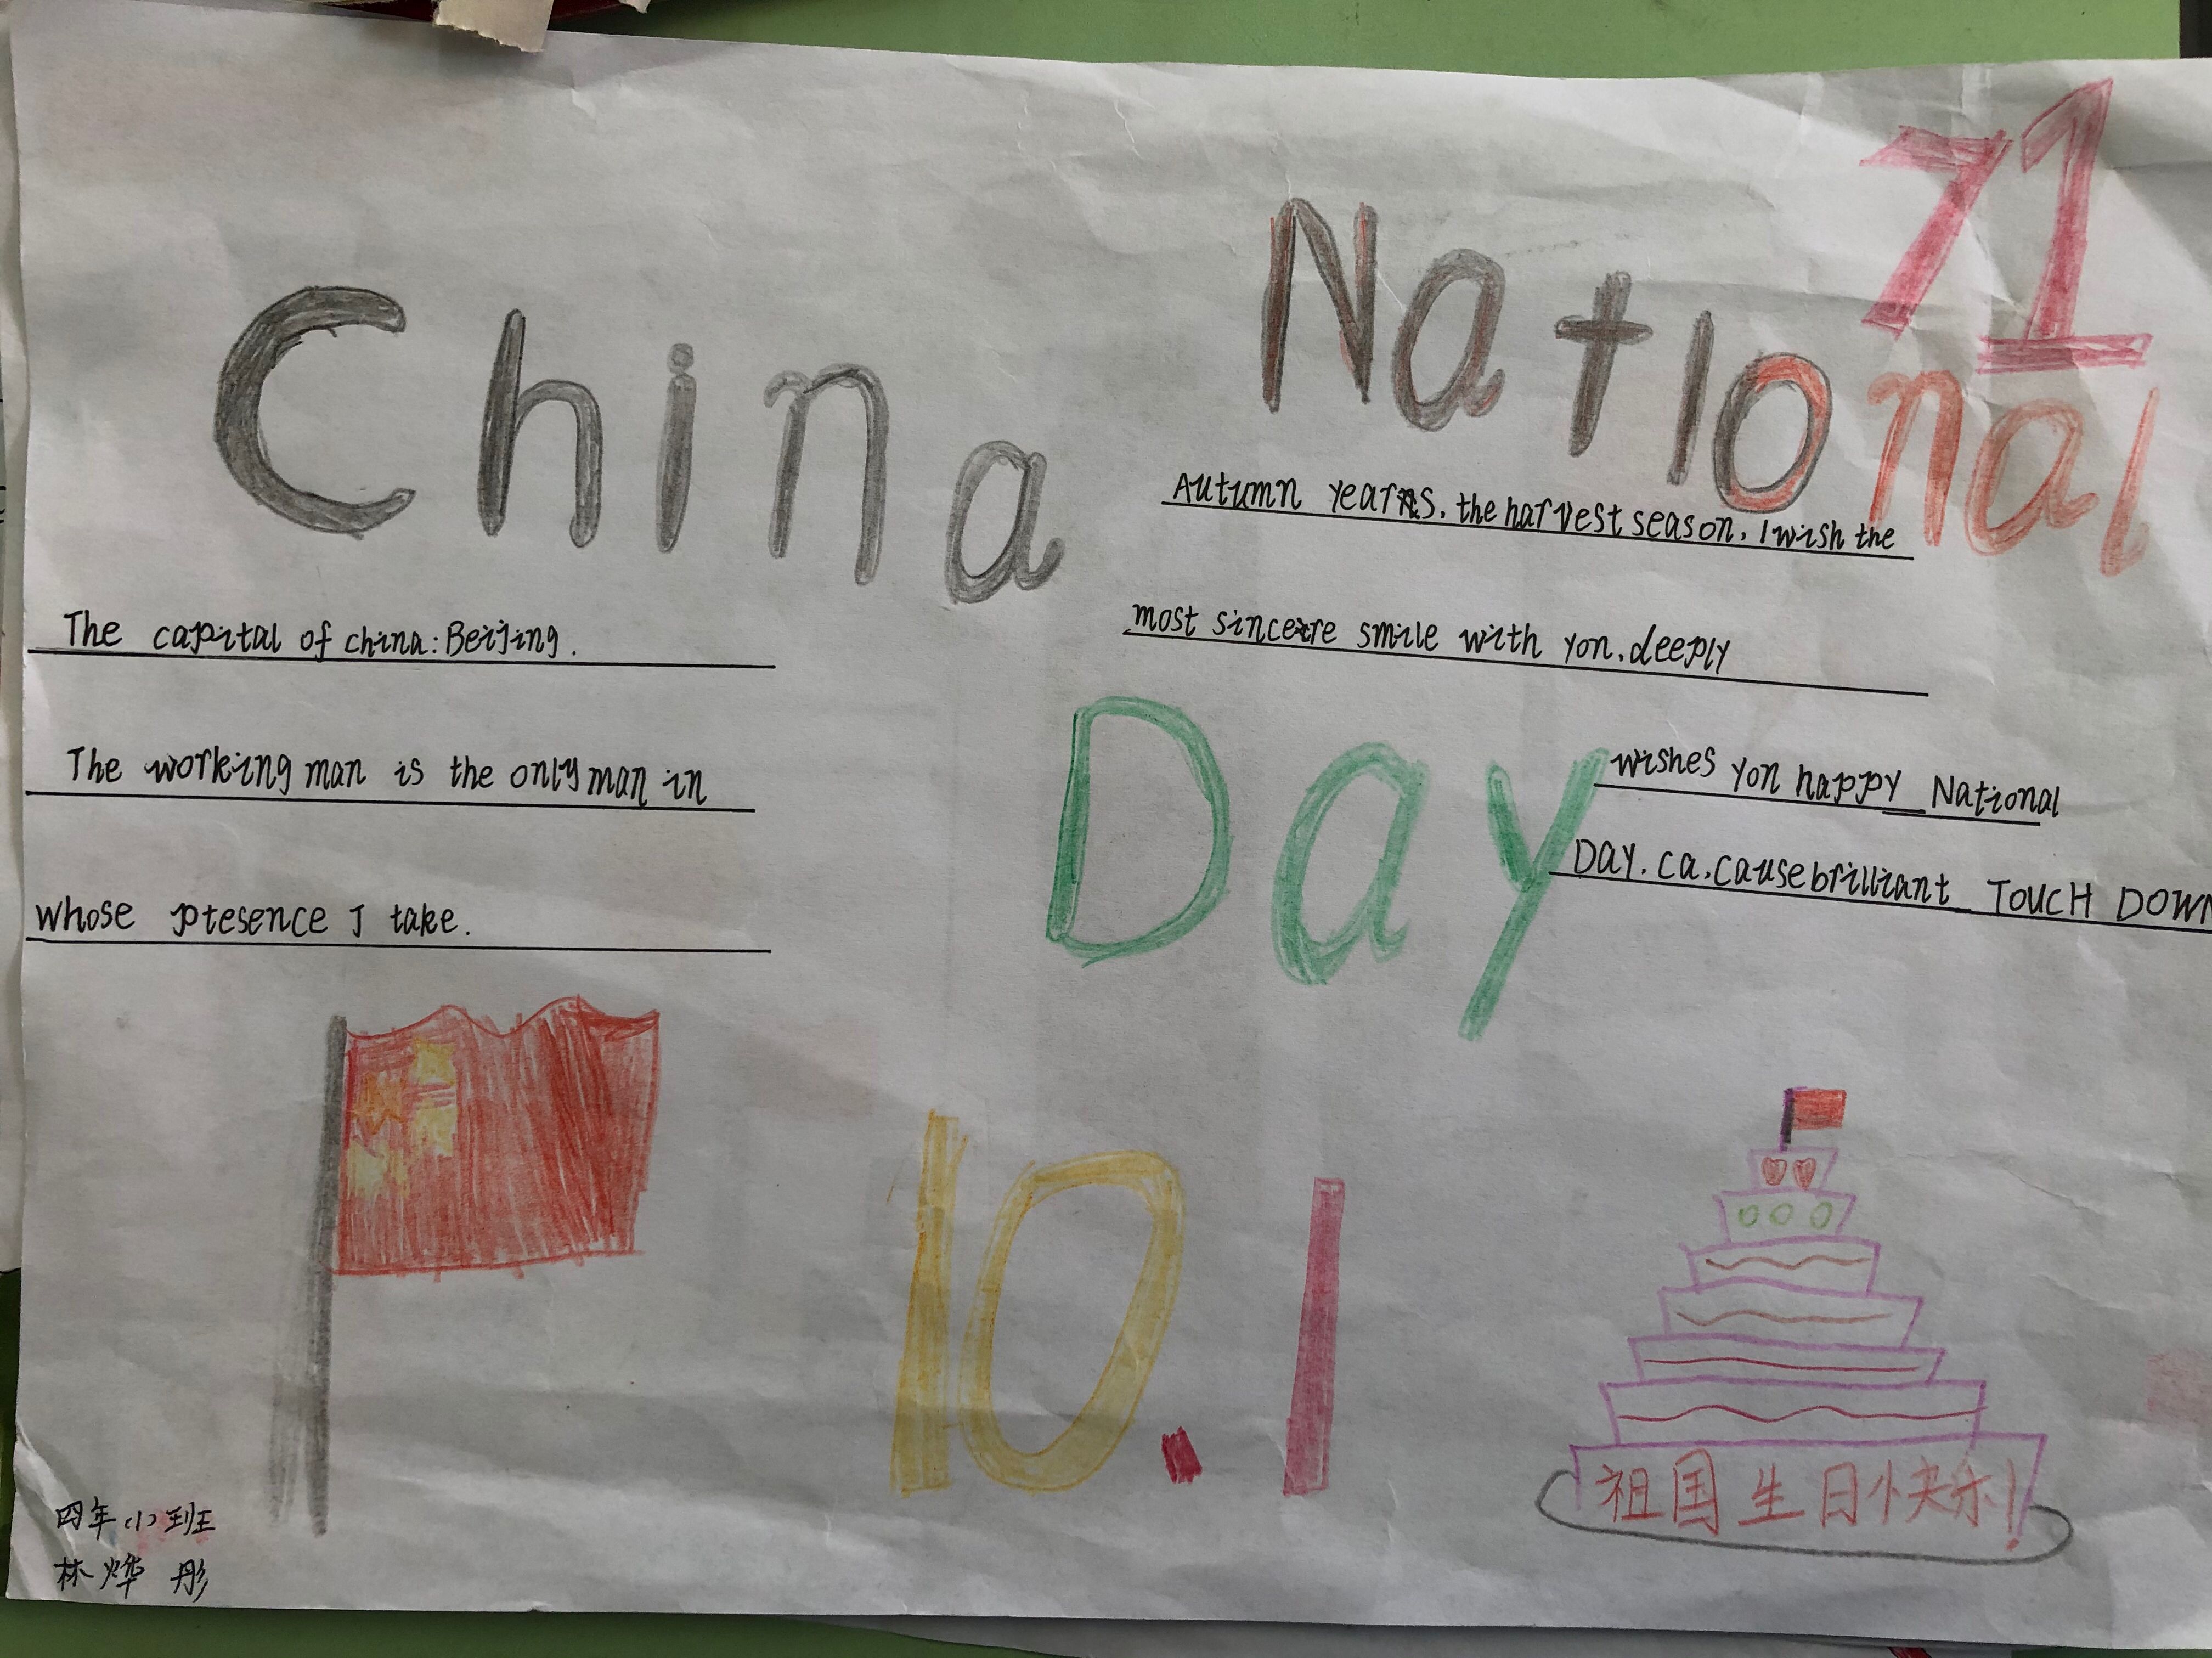 71
China National
Autumn years, the harvest season, I wish the
most sincere smile with yon, deeply
The capital of china: Beijing.
Day
wishes yon happy National
Day. ca, cause brilliant TOUCH DOWN
The working man is the only man in
whose ptesence I take.
10.1
祖国生日快乐!
四年(1)班
林烨彤